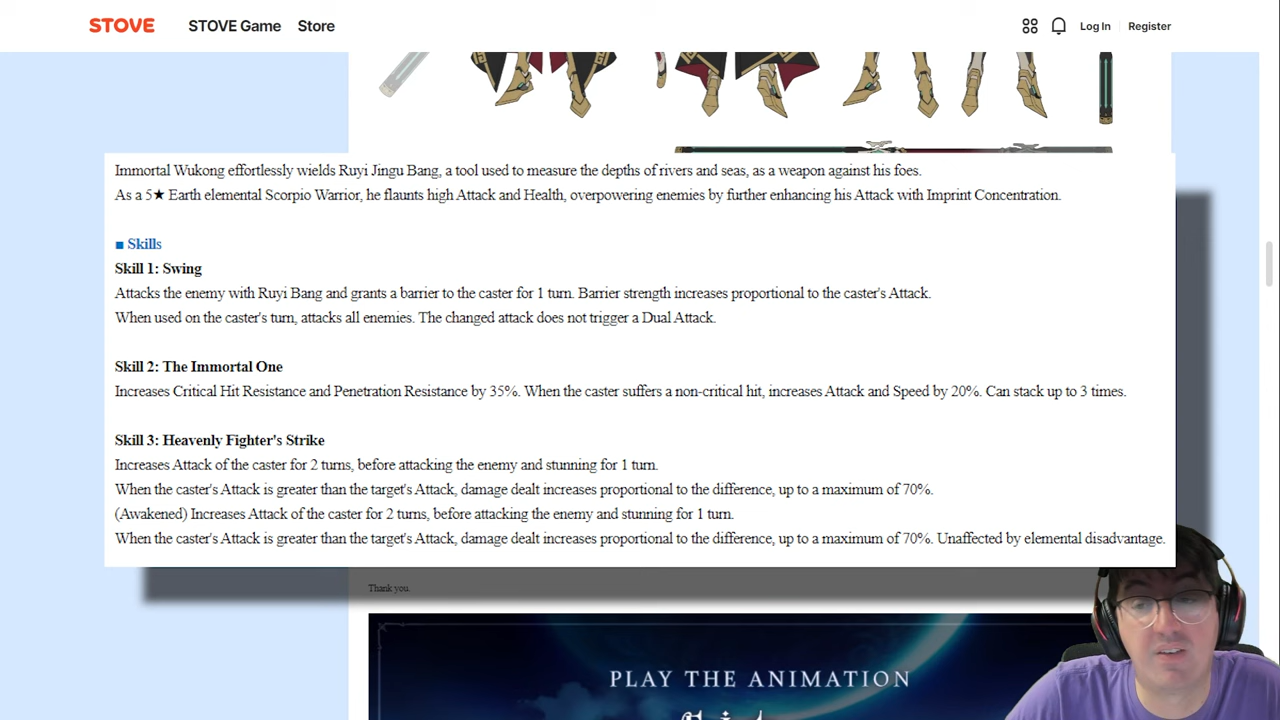 STOVE
STOVE Game
Store
Log In
Register
Immortal Wukong effortlessly wields Ruyi Jingu Bang, a tool used to measure the depths of rivers and seas, as a weapon against his foes.
As a 5★ Earth elemental Scorpio Warrior, he flaunts high Attack and Health, overpowering enemies by further enhancing his Attack with Imprint Concentration.
■ Skills
Skill 1: Swing
Attacks the enemy with Ruyi Bang and grants a barrier to the caster for 1 turn. Barrier strength increases proportional to the caster's Attack.
When used on the caster's turn, attacks all enemies. The changed attack does not trigger a Dual Attack.
Skill 2: The Immortal One
Increases Critical Hit Resistance and Penetration Resistance by 35%. When the caster suffers a non-critical hit, increases Attack and Speed by 20%. Can stack up to 3 times.
Skill 3: Heavenly Fighter's Strike
Increases Attack of the caster for 2 turns, before attacking the enemy and stunning for 1 turn.
When the caster's Attack is greater than the target's Attack, damage dealt increases proportional to the difference, up to a maximum of 70%.
(Awakened) Increases Attack of the caster for 2 turns, before attacking the enemy and stunning for 1 turn.
When the caster's Attack is greater than the target's Attack, damage dealt increases proportional to the difference, up to a maximum of 70%. Unaffected by elemental disadvantage.
Thank you.
PLAY THE ANIMATION